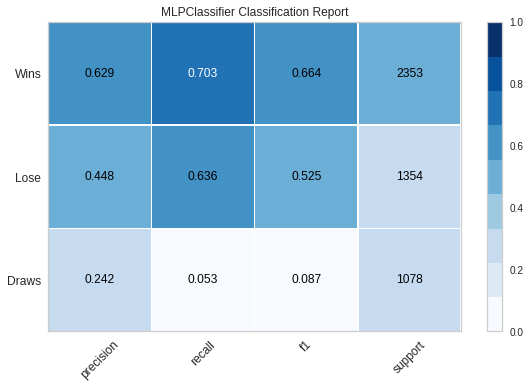 MLPClassifier Classification Report
Wins 0.629 0.703 0.664 2353
Lose 0.448 0.636 0.525 1354
Draws 0.242 0.053 0.087 1078
precision recall f1 support
1.0
0.8
0.6
0.4
0.2
0.0